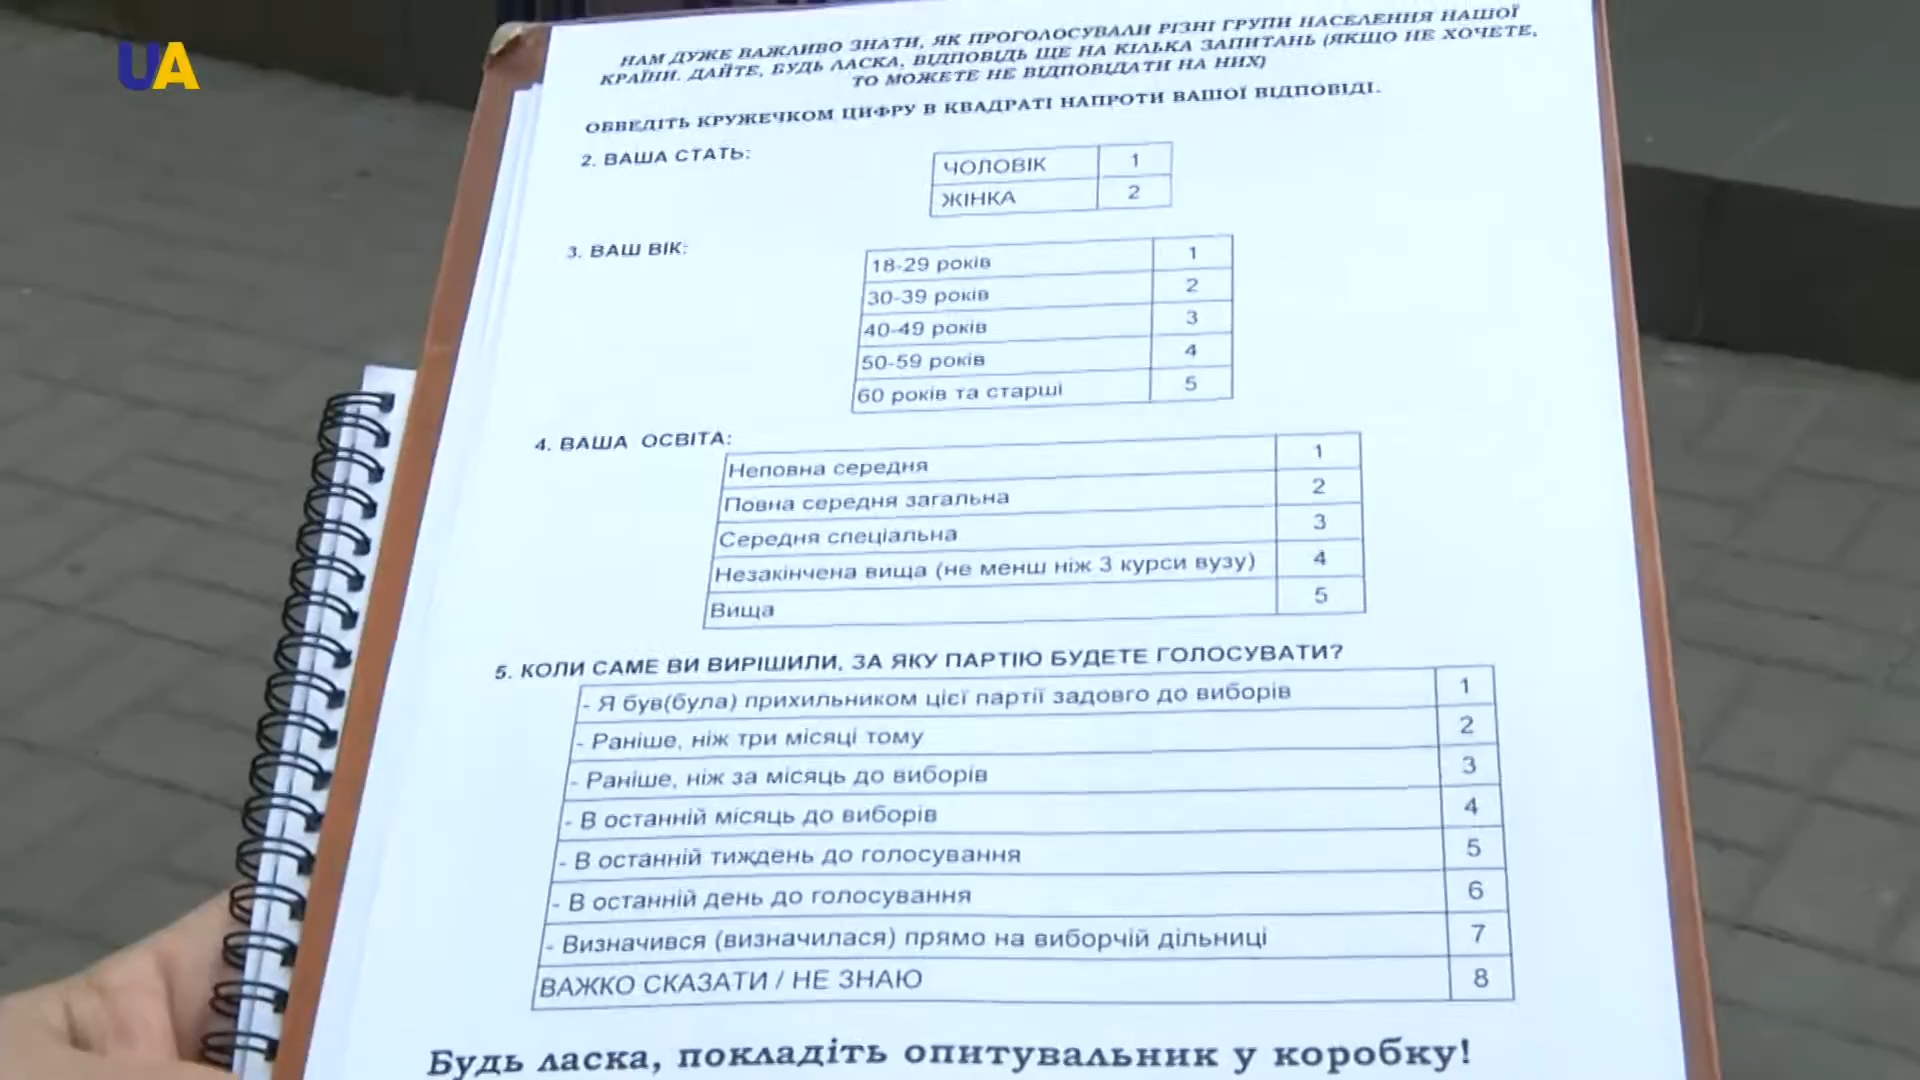 UA
НАМ ДУЖЕ ВАЖЛИВО ЗНАТИ, ЯК ПРОГОЛОСУВАЛИ РІЗНІ ГРУПИ НАСЕЛЕННЯ НАШОЇ
КРАЇНИ. ДАЙТЕ, БУДЬ ЛАСКА, ВІДПОВІДЬ ЩЕ НА КІЛЬКА ЗАПИТАНЬ (ЯКЩО НЕ ХОЧЕТЕ,
ТО МОЖЕТЕ НЕ ВІДПОВІДАТИ НА НИХ)
ОБВЕДІТЬ КРУЖЕЧКОМ ЦИФРУ В КВАДРАТІ НАПРОТИ ВАШОЇ ВІДПОВІДІ.
2. ВАША СТАТЬ:
ЧОЛОВІК 1
ЖІНКА 2
3. ВАШ ВІК:
18-29 років 1
30-39 років 2
40-49 років 3
50-59 років 4
60 років та старші 5
4. ВАША ОСВІТА:
Неповна середня 1
Повна середня загальна 2
Середня спеціальна 3
Незакінчена вища (не менш ніж 3 курси вузу) 4
Вища 5
5. КОЛИ САМЕ ВИ ВИРІШИЛИ, ЗА ЯКУ ПАРТІЮ БУДЕТЕ ГОЛОСУВАТИ?
- Я був(була) прихильником цієї партії задовго до виборів 1
- Раніше, ніж три місяці тому 2
- Раніше, ніж за місяць до виборів 3
- В останній місяць до виборів 4
- В останній тиждень до голосування 5
- В останній день до голосування 6
- Визначився (визначилася) прямо на виборчій дільниці 7
ВАЖКО СКАЗАТИ / НЕ ЗНАЮ 8
Будь ласка, покладіть опитувальник у коробку!